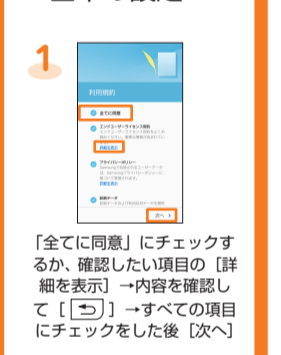 1
利用規約
全てに同意
エンドユーザーライセンス規約
詳細を表示
プライバシーポリシー
詳細を表示
診断データ
次へ
「全てに同意」にチェックす
るか、確認したい項目の［詳
細を表示］→内容を確認し
て［］→すべての項目
にチェックをした後［次へ］